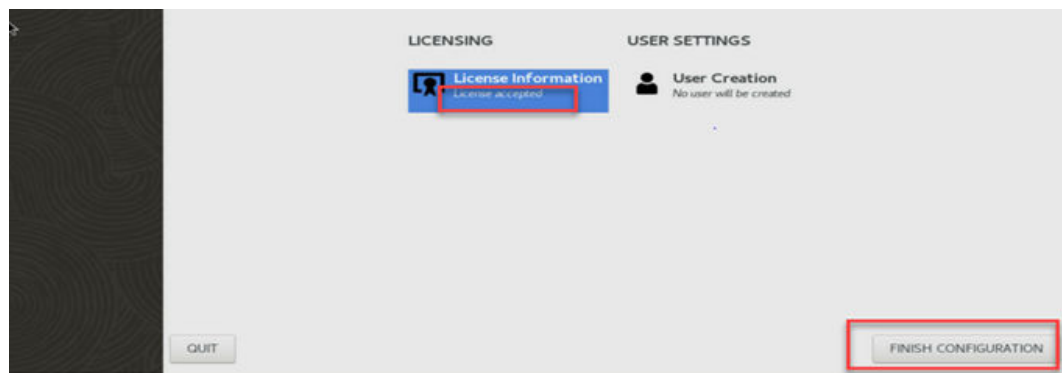 LICENSING
License Information
License accepted
USER SETTINGS
User Creation
No user will be created
QUIT
FINISH CONFIGURATION